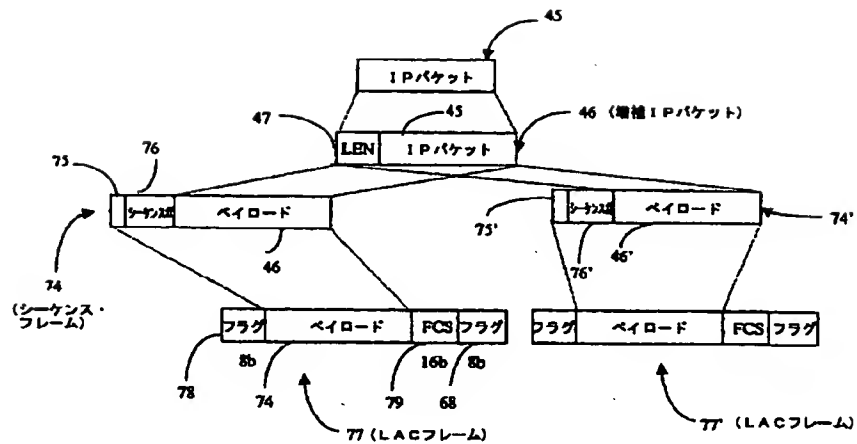 45
IPパケット
47
45
46 (増補IPパケット)
LEN
IPパケット
75
76
ペイロード
74
(シーケンス・
フレーム)
46
75'
76'
ペイロード
46'
74'
フラグ
ペイロード
FCS
フラグ
78
8b
74
79
16b
68
8b
77 (LACフレーム)
フラグ
ペイロード
FCS
フラグ
77' (LACフレーム)